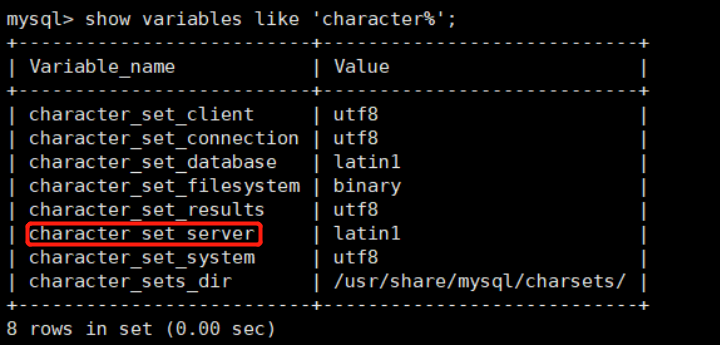 mysql> show variables like 'character%';
+--------------------------+----------------------------+
| Variable_name            | Value                      |
+--------------------------+----------------------------+
| character_set_client     | utf8                       |
| character_set_connection | utf8                       |
| character_set_database   | latin1                     |
| character_set_filesystem | binary                     |
| character_set_results    | utf8                       |
| character_set_server     | latin1                     |
| character_set_system     | utf8                       |
| character_sets_dir       | /usr/share/mysql/charsets/ |
+--------------------------+----------------------------+
8 rows in set (0.00 sec)